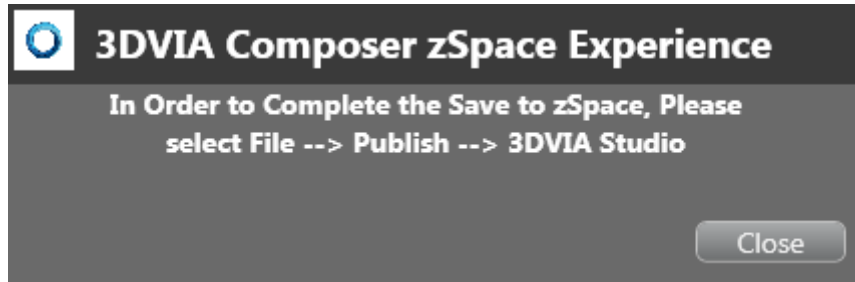 3DVIA Composer zSpace Experience
In Order to Complete the Save to zSpace, Please
select File --> Publish --> 3DVIA Studio
Close